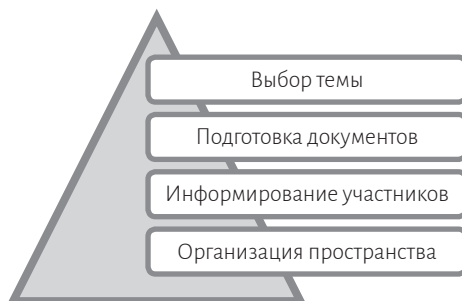 Выбор темы
Подготовка документов
Информирование участников
Организация пространства